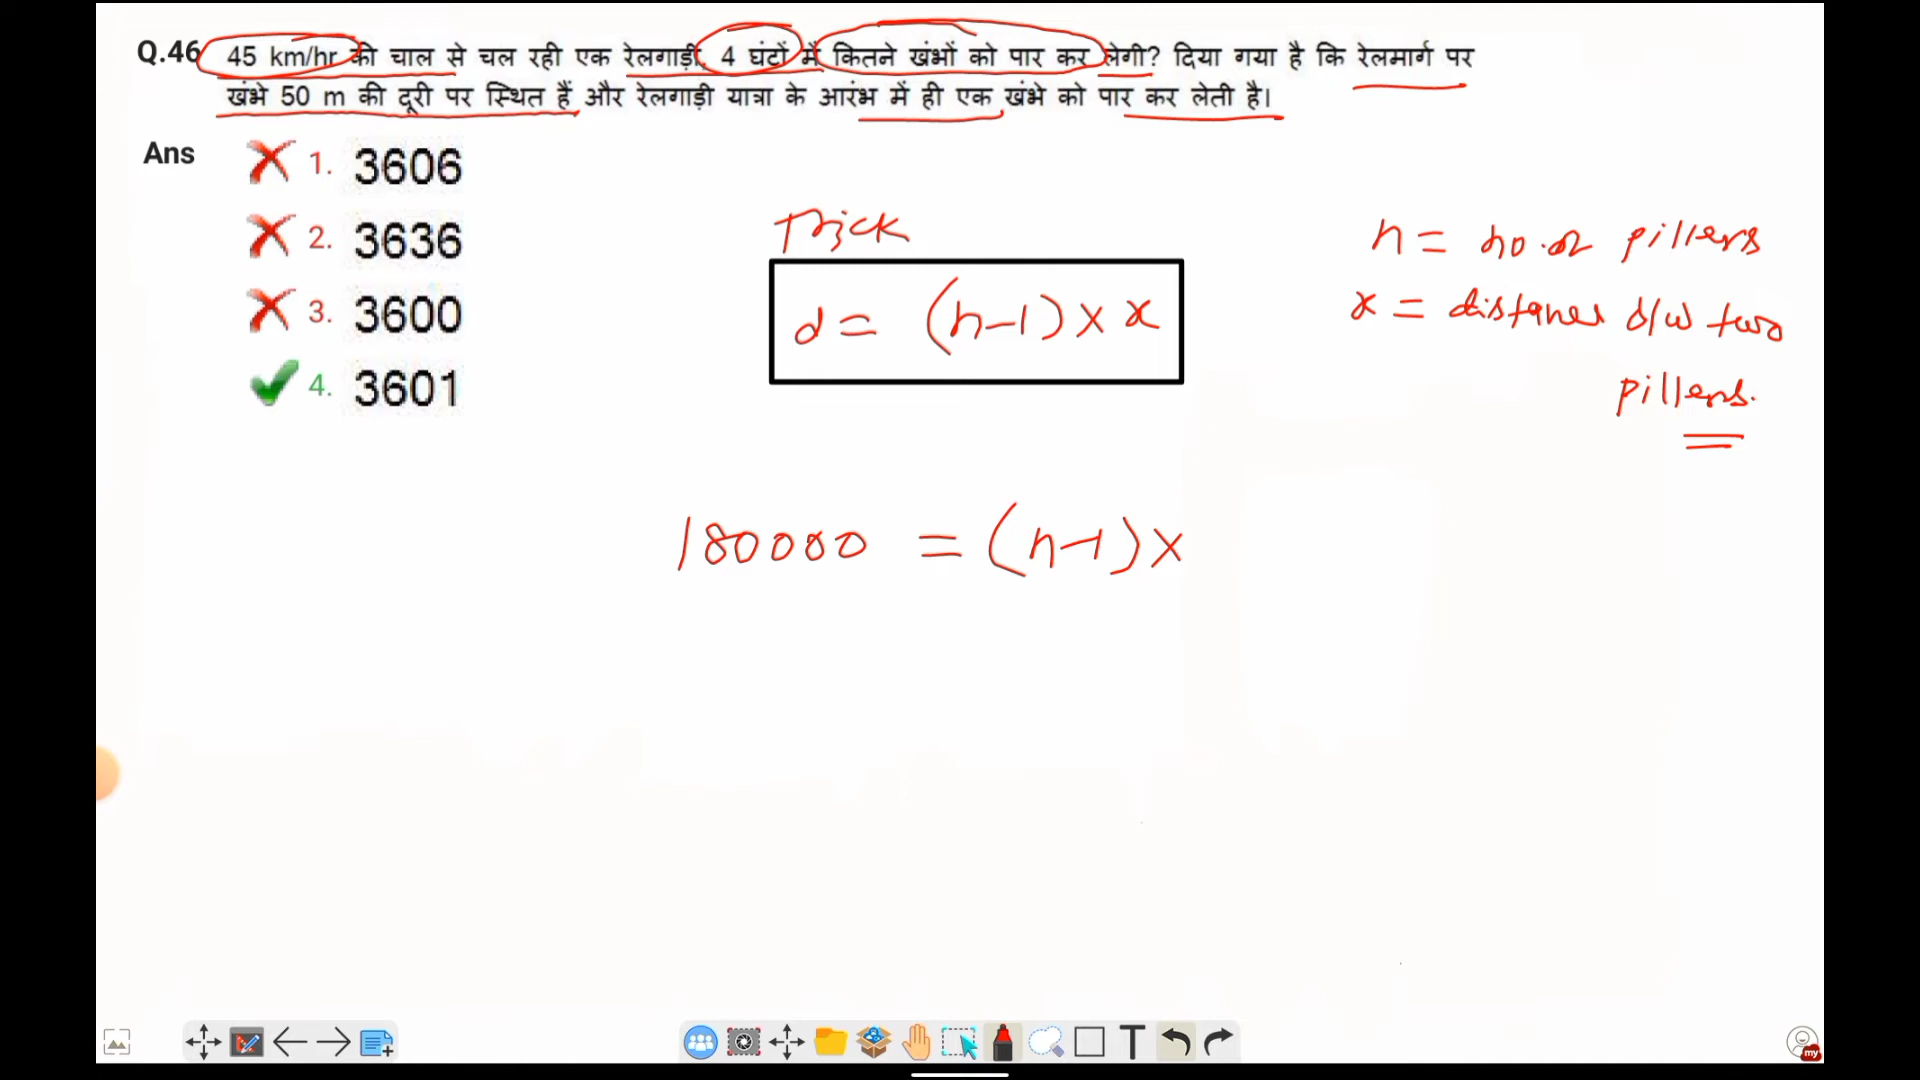 Q.46 45 km/hr की चाल से चल रही एक रेलगाड़ी, 4 घंटों में कितने खंभों को पार कर लेगी? दिया गया है कि रेलमार्ग पर
खंभे 50 m की दूरी पर स्थित हैं और रेलगाड़ी यात्रा के आरंभ में ही एक खंभे को पार कर लेती है।
Ans 1. 3606
2. 3636
3. 3600
4. 3601
Trick
d = (n-1) × x
n = no. of pillers
x = distance b/w two
pillers.
180000 = (n-1) ×
T
my